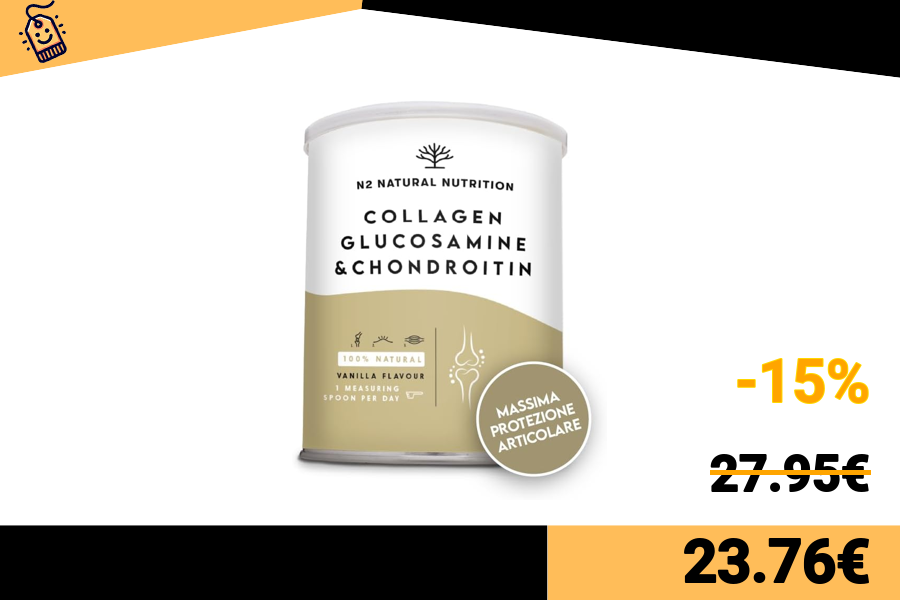 N2 NATURAL NUTRITION
COLLAGEN
GLUCOSAMINE
&CHONDROITIN
100% NATURAL
VANILLA FLAVOUR
1 MEASURING
SPOON PER DAY
MASSIMA
PROTEZIONE
ARTICOLARE
-15%
27.95€
23.76€